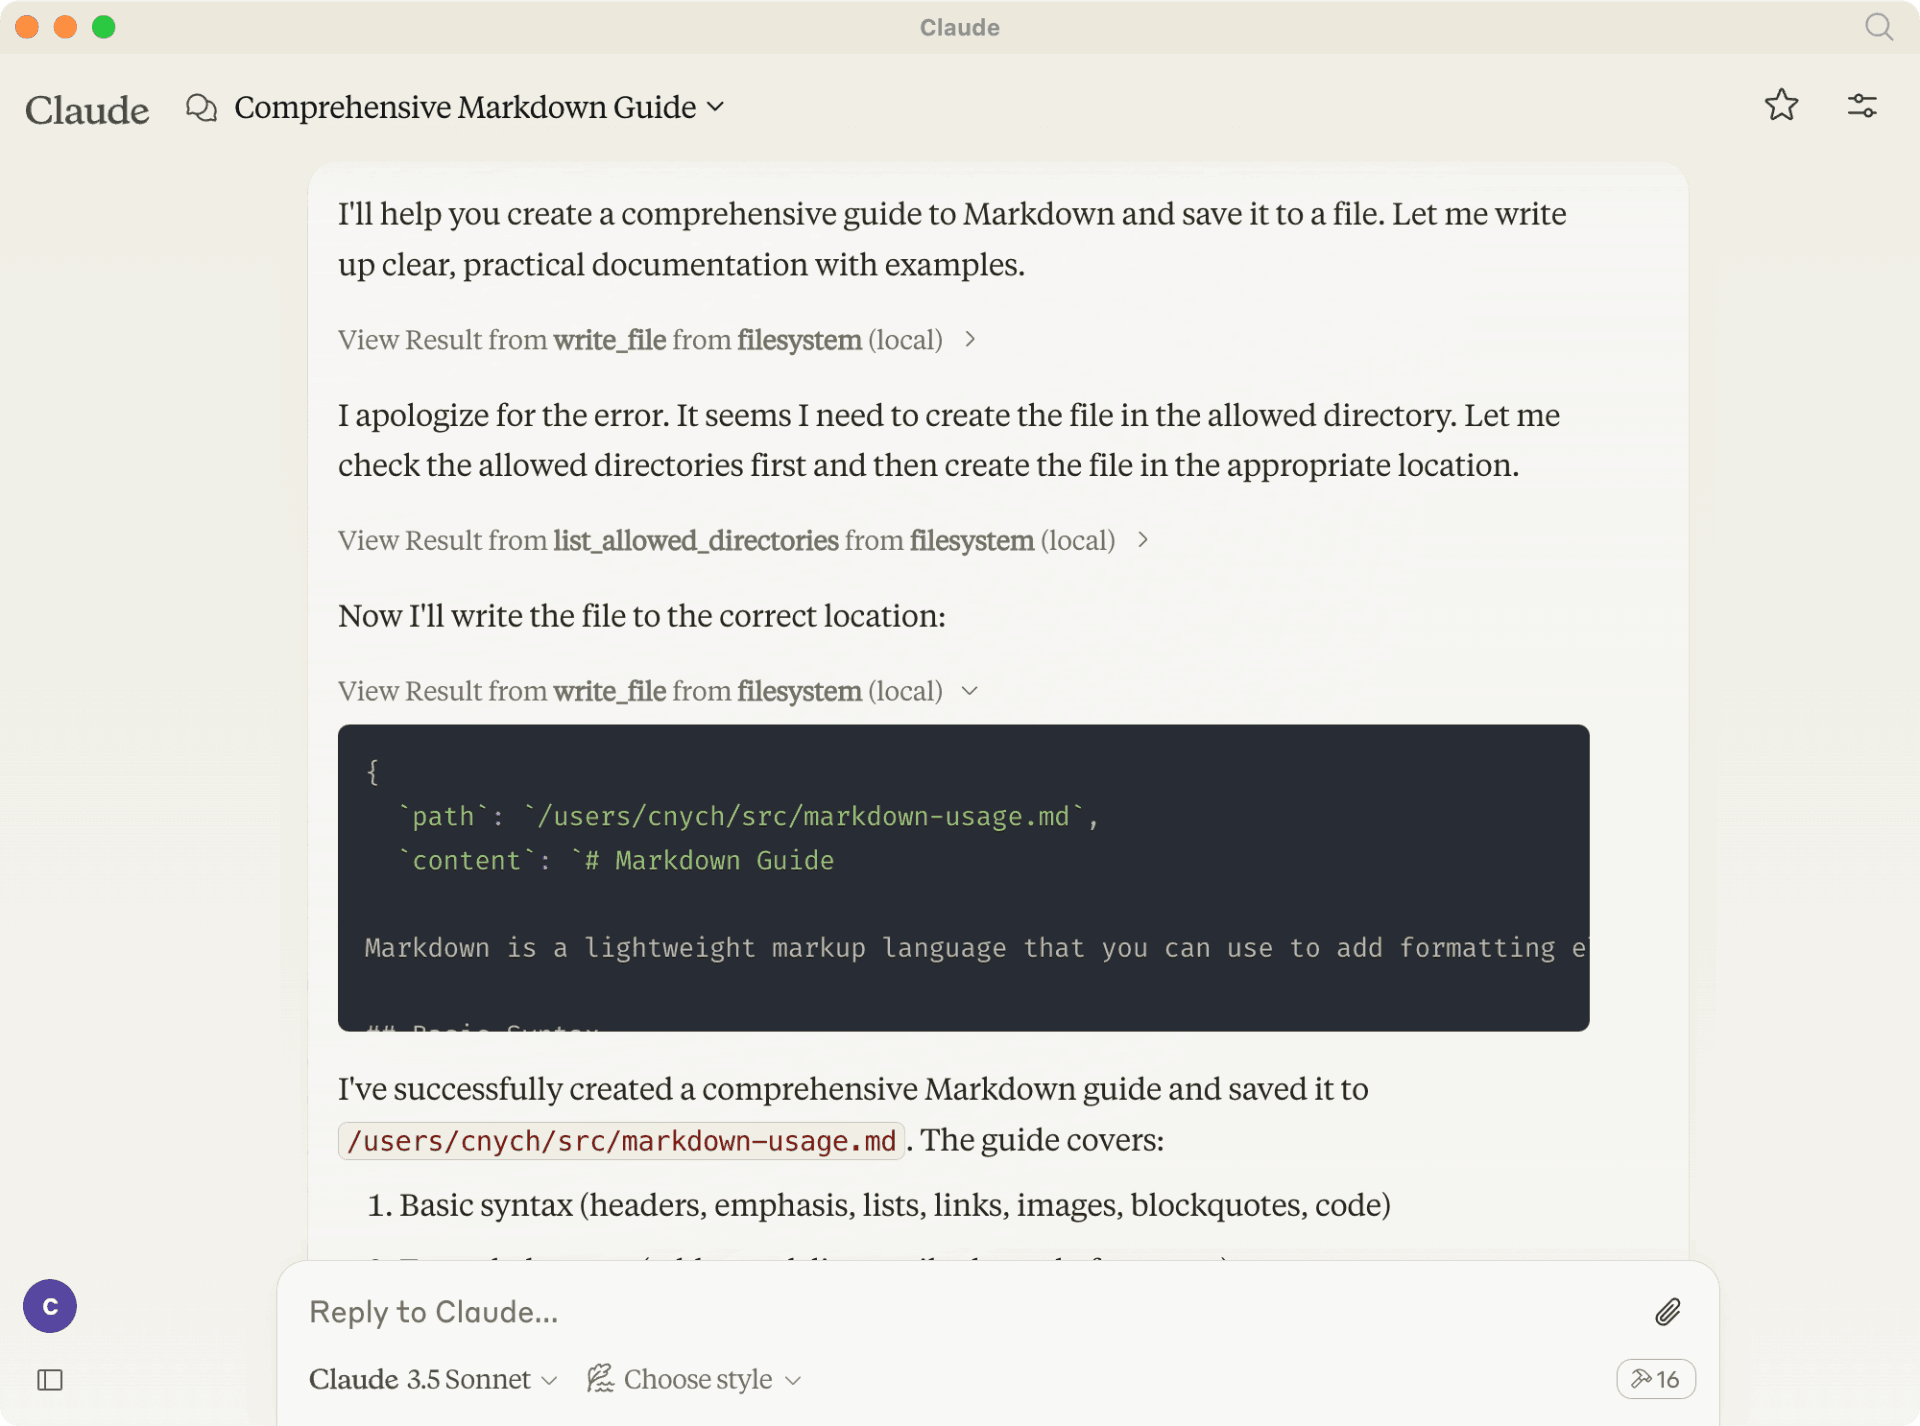 Claude
Claude
Comprehensive Markdown Guide
I'll help you create a comprehensive guide to Markdown and save it to a file. Let me write
up clear, practical documentation with examples.
View Result from write_file from filesystem (local)
I apologize for the error. It seems I need to create the file in the allowed directory. Let me
check the allowed directories first and then create the file in the appropriate location.
View Result from list_allowed_directories from filesystem (local)
Now I'll write the file to the correct location:
View Result from write_file from filesystem (local)
{
`path`: `/users/cnych/src/markdown-usage.md`,
`content`: `# Markdown Guide
Markdown is a lightweight markup language that you can use to add formatting
## Basic Syntax
I've successfully created a comprehensive Markdown guide and saved it to
/users/cnych/src/markdown-usage.md. The guide covers:
1. Basic syntax (headers, emphasis, lists, links, images, blockquotes, code)
C
Reply to Claude...
Claude 3.5 Sonnet
Choose style
16